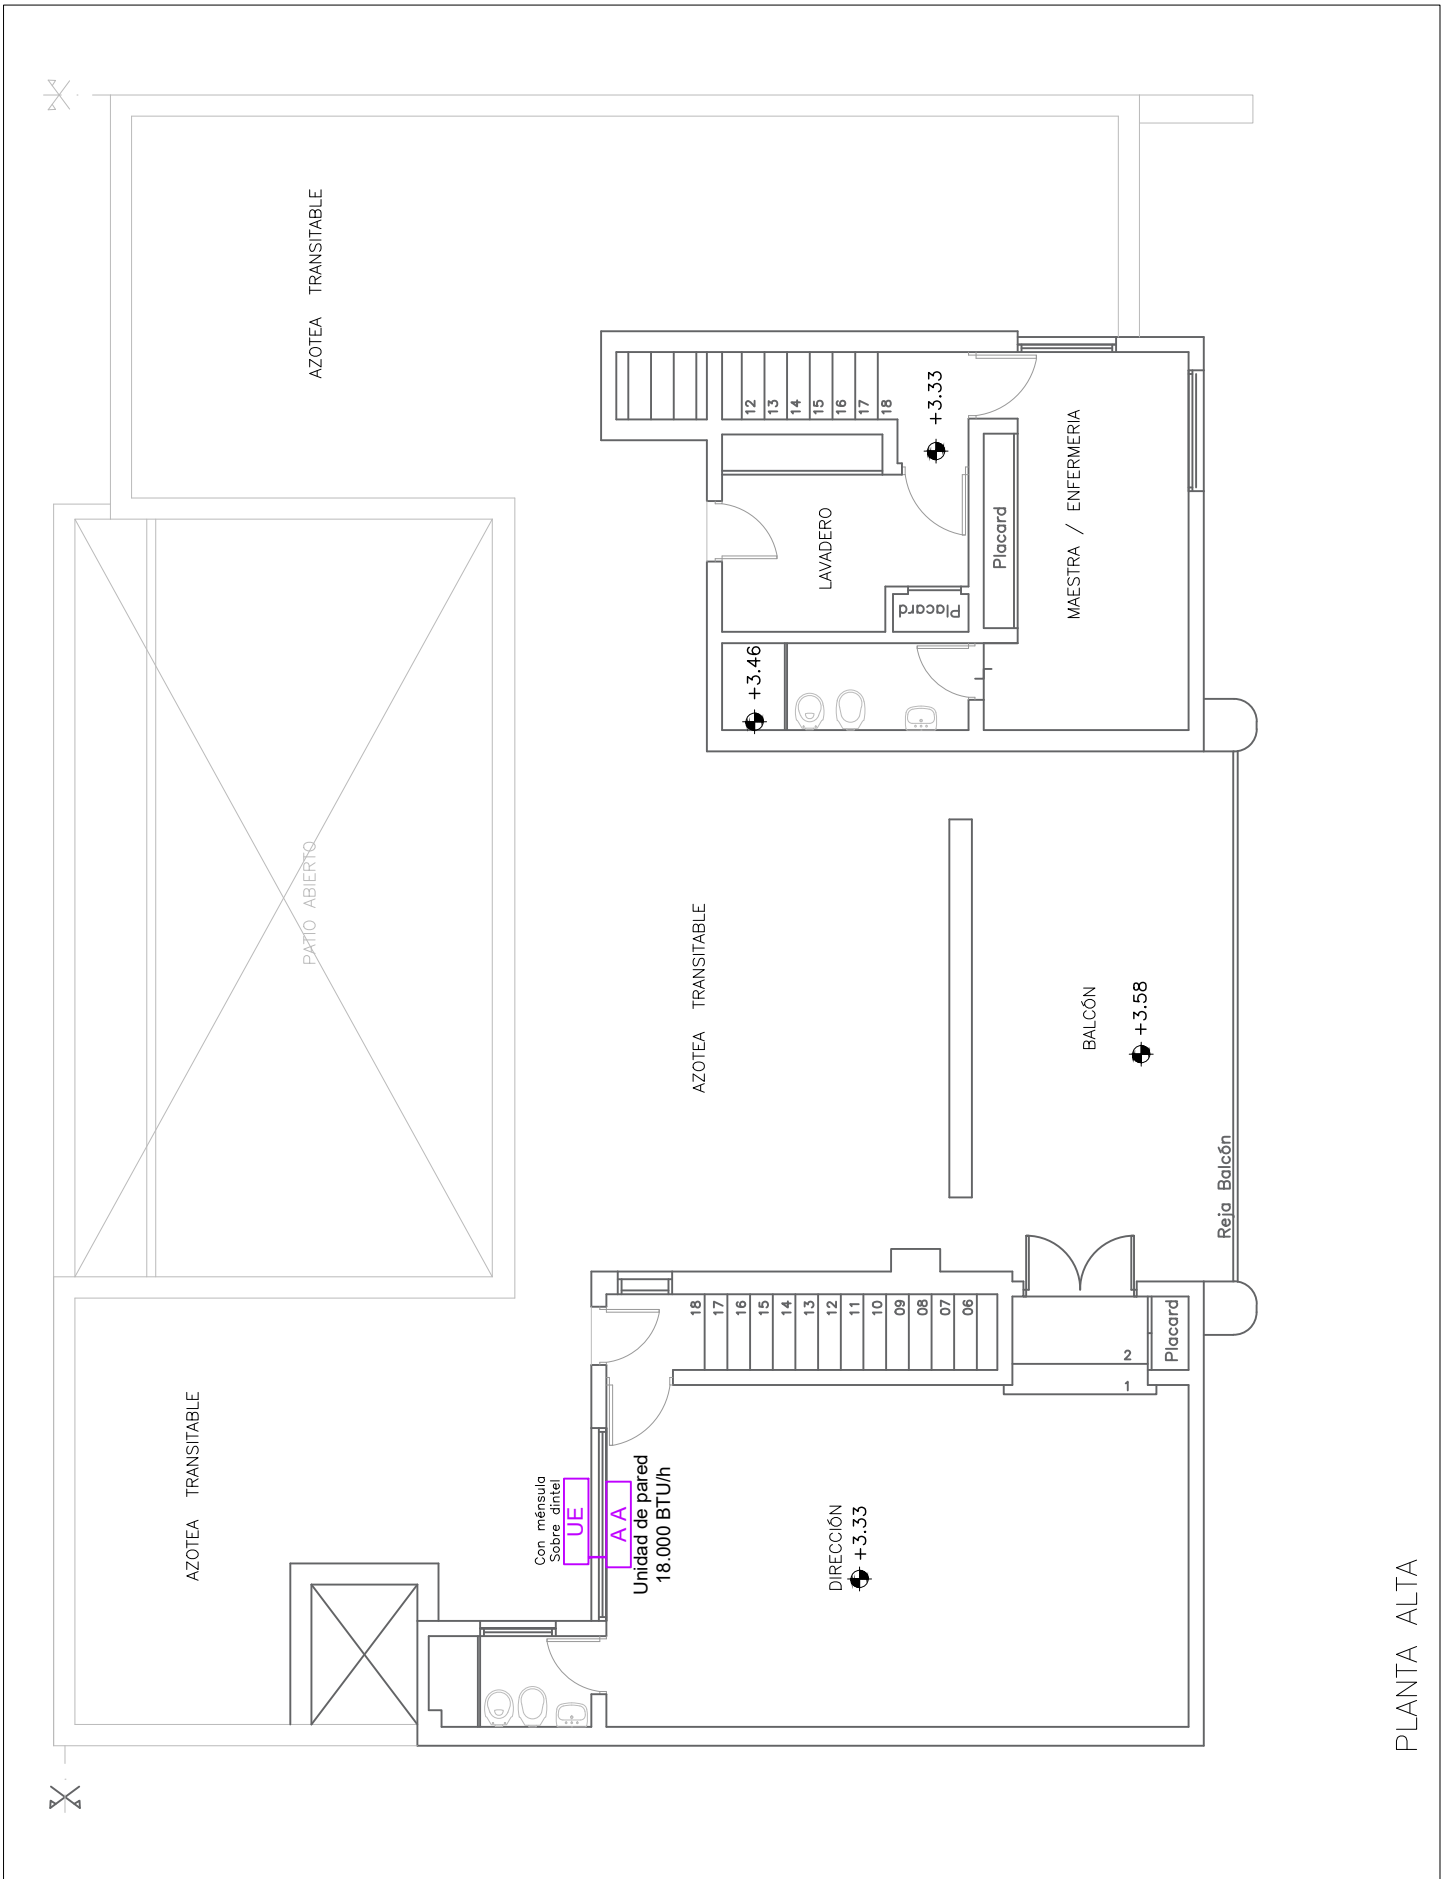 AZOTEA TRANSITABLE
12
13
14
15
16
17
18
+3.33
LAVADERO
Placard
Placard
MAESTRA / ENFERMERIA
+3.46
PATIO ABIERTO
AZOTEA TRANSITABLE
BALCÓN
+3.58
Reja Balcón
18
17
16
15
14
13
12
11
10
09
08
07
06
2
1
Placard
AZOTEA TRANSITABLE
Con ménsula
Sobre dintel
UE
A A
Unidad de pared
18.000 BTU/h
DIRECCIÓN
+3.33
PLANTA ALTA